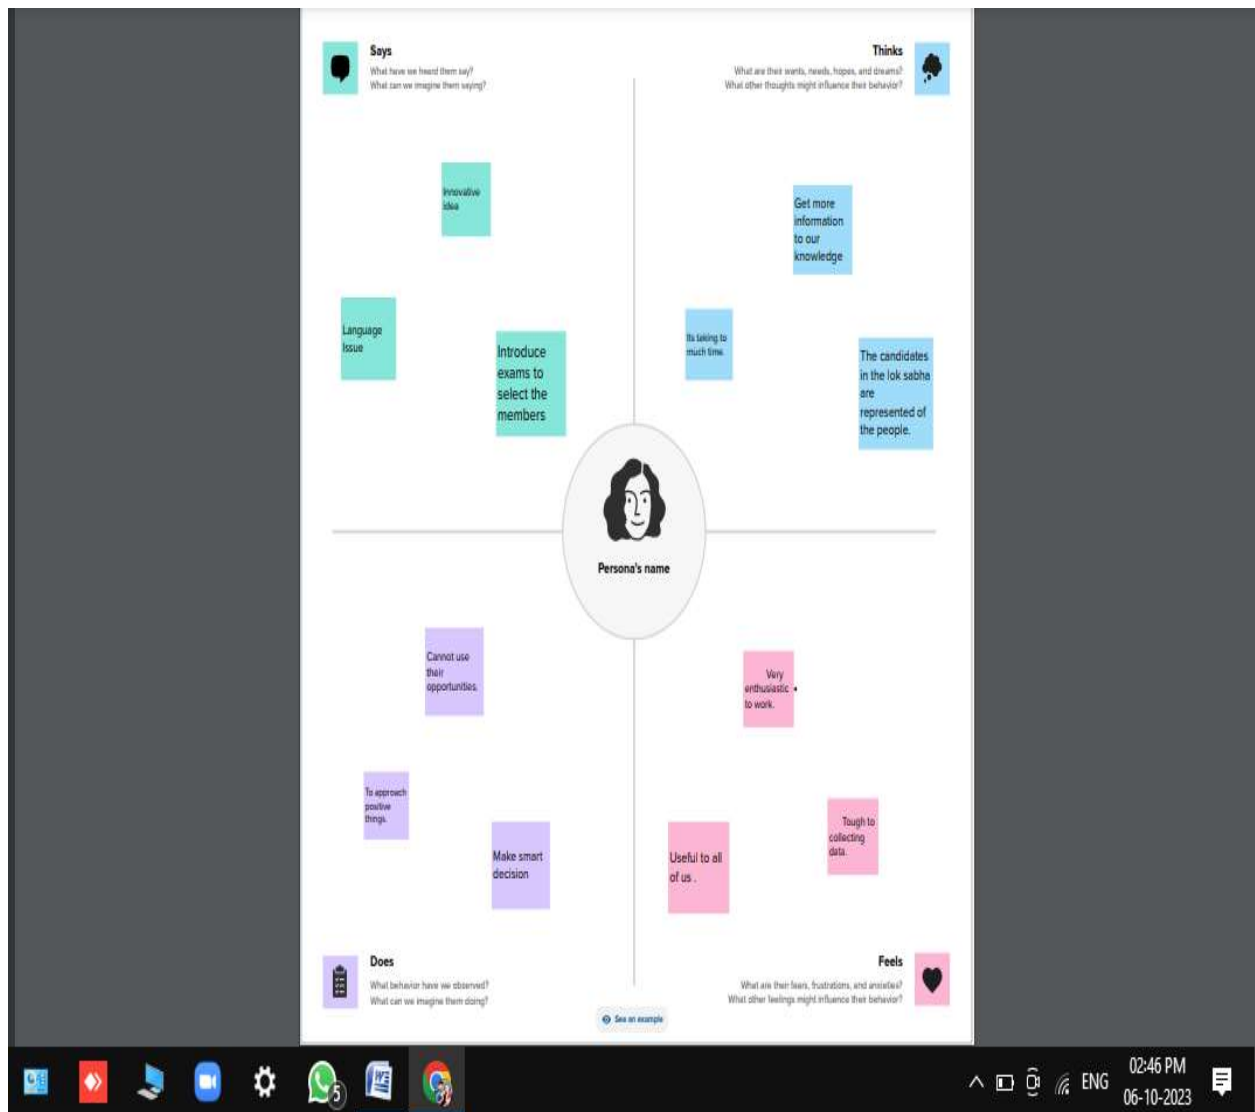 Says
What have we heard them say?
What can we imagine them saying?
Thinks
What are their wants, needs, hopes, and dreams?
What other thoughts might influence their behavior?
Innovative
idea
Language
Issue
Introduce
exams to
select the
members
Get more
information
to our
knowledge
Its taking to
much time.
The candidates
in the lok sabha
are
represented of
the people.
Persona's name
Cannot use
their
opportunities.
To approach
positive
things.
Make smart
decision
Very
enthusiastic
to work.
Useful to all
of us .
Tough to
collecting
data.
Does
What behavior have we observed?
What can we imagine them doing?
Feels
What are their fears, frustrations, and anxieties?
What other feelings might influence their behavior?
See an example
5
ENG
02:46 PM
06-10-2023